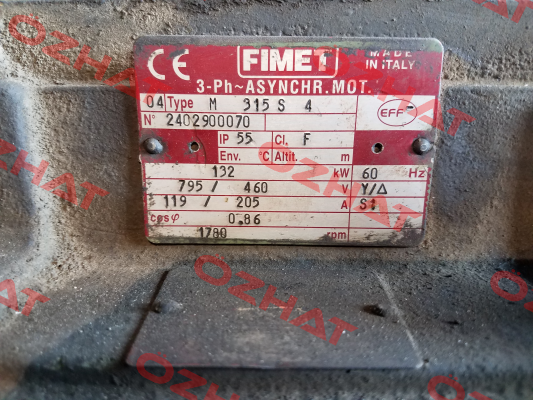 CE FIMET MADE IN ITALY
3-Ph~ASYNCHR.MOT.
04 Type M 315 S 4
N° 2402900070 EFF
IP 55 Cl. F
Env. °C Altit. m
132 kW 60 Hz
795 / 460 V Y/Δ
119 / 205 A S1
cosφ 0.86
1780 rpm
OZHAT
OZHAT
OZHAT
OZHAT
OZHAT
OZHAT